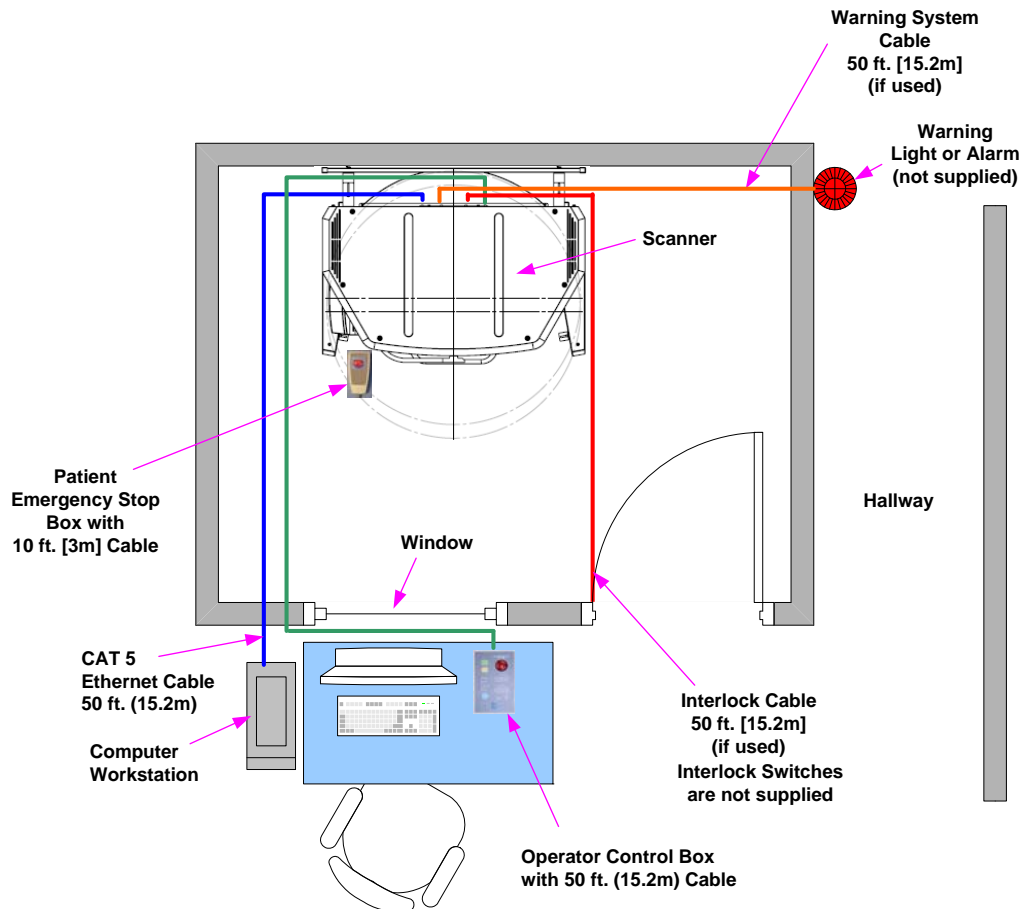 Warning System
Cable
50 ft. [15.2m]
(if used)
Warning
Light or Alarm
(not supplied)
Scanner
Patient
Emergency Stop
Box with
10 ft. [3m] Cable
Hallway
Window
CAT 5
Ethernet Cable
50 ft. (15.2m)
Computer
Workstation
Interlock Cable
50 ft. [15.2m]
(if used)
Interlock Switches
are not supplied
Operator Control Box
with 50 ft. (15.2m) Cable